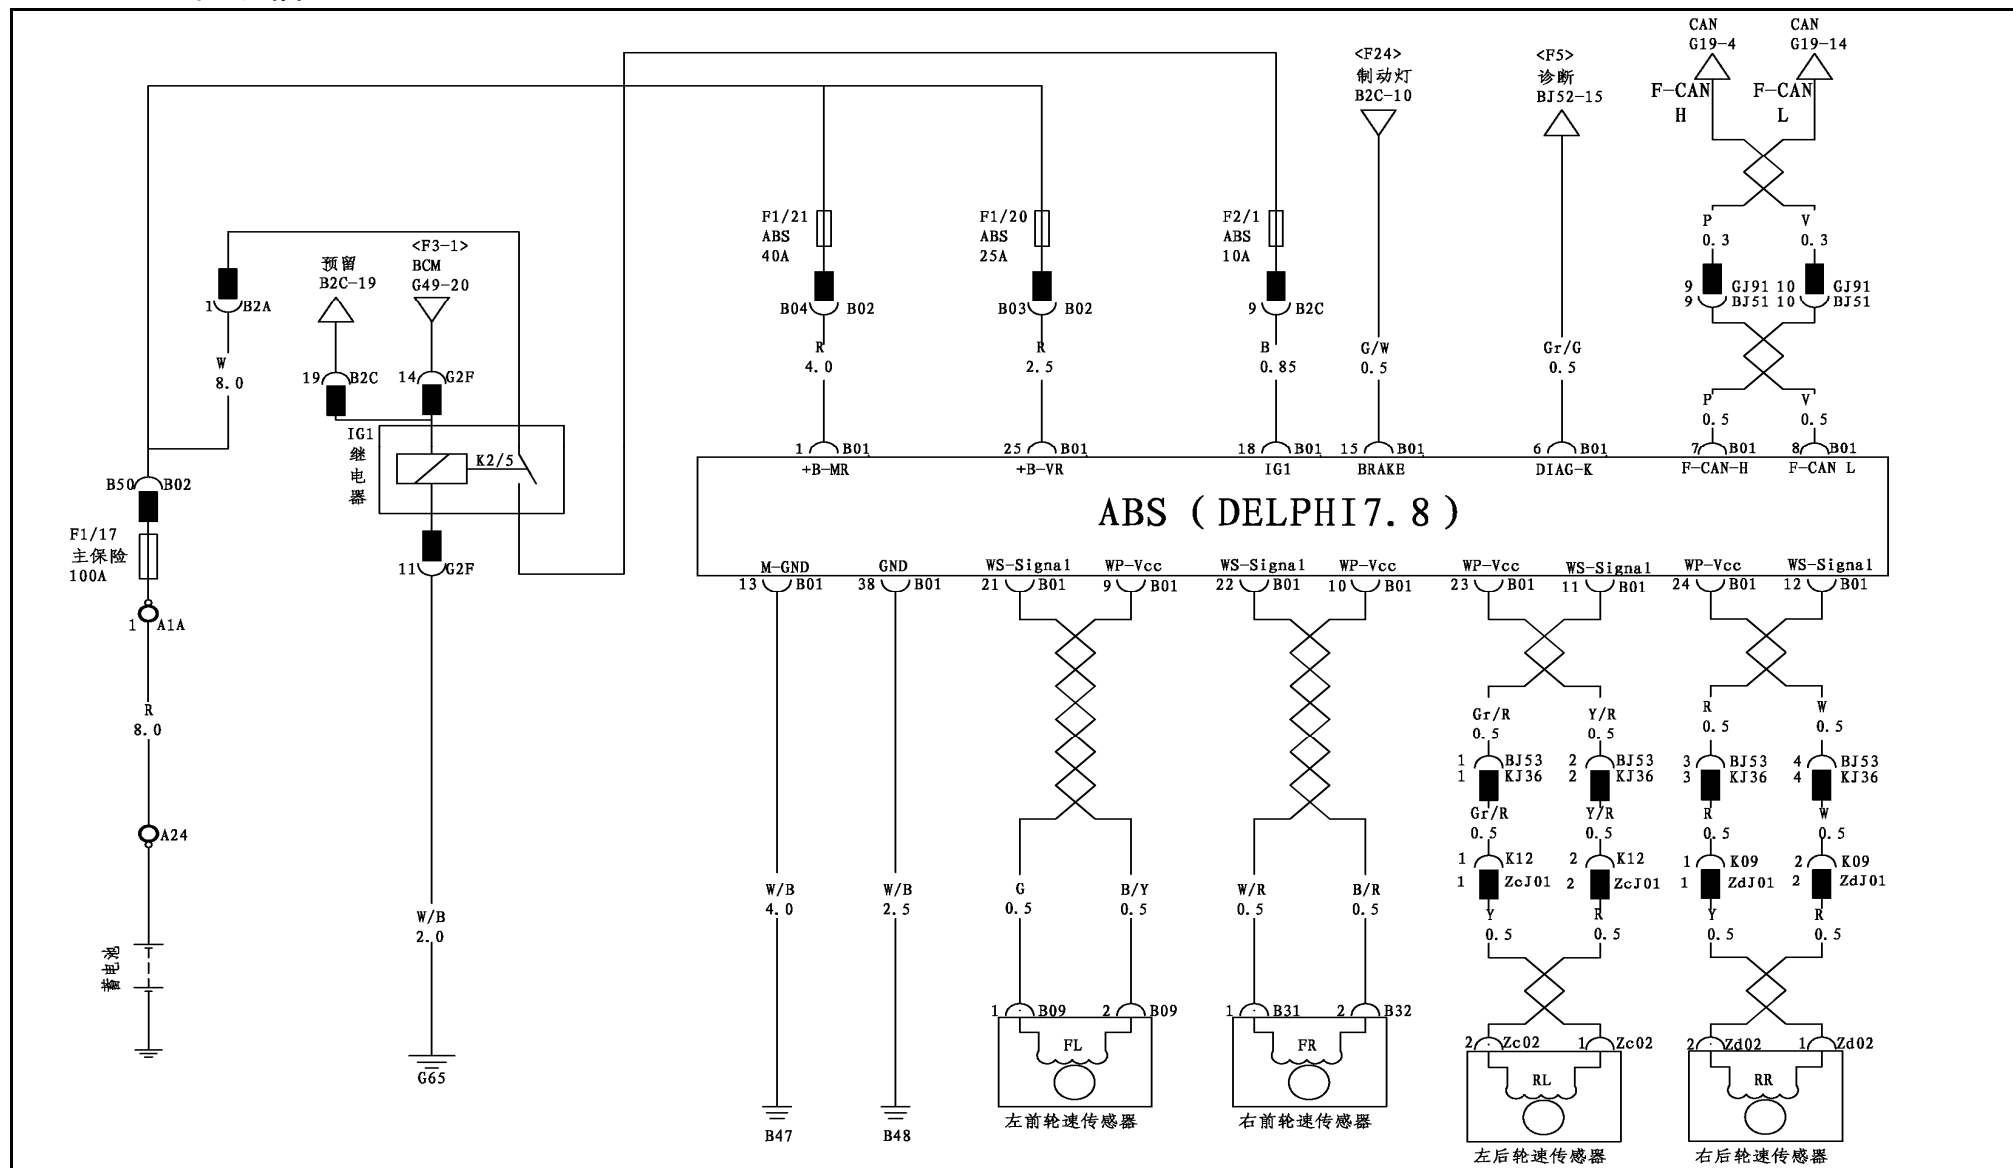 CAN
G19-4
CAN
G19-14
<F24>
制动灯
B2C-10
<F5>
诊断
BJ52-15
F-CAN
H
F-CAN
L
F1/21
ABS
40A
F1/20
ABS
25A
F2/1
ABS
10A
P
0.3
V
0.3
<F3-1>
BCM
G49-20
预留
B2C-19
1 B2A
B04 B02
B03 B02
9 B2C
9 GJ91
9 BJ51
10 GJ91
10 BJ51
W
8.0
19 B2C
14 G2F
R
4.0
R
2.5
B
0.85
G/W
0.5
Gr/G
0.5
P
0.5
V
0.5
IG1
继
电
器
K2/5
1 B01
25 B01
18 B01
15 B01
6 B01
7 B01
8 B01
+B-MR
+B-VR
IG1
BRAKE
DIAG-K
F-CAN-H
F-CAN L
ABS (DELPHI7.8)
B50 B02
F1/17
主保险
100A
11 G2F
M-GND
GND
WS-Signal
WP-Vcc
WS-Signal
WP-Vcc
WP-Vcc
WS-Signal
WP-Vcc
WS-Signal
13 B01
38 B01
21 B01
9 B01
22 B01
10 B01
23 B01
11 B01
24 B01
12 B01
1 A1A
R
8.0
A24
蓄电池
Gr/R
0.5
Y/R
0.5
R
0.5
W
0.5
1 BJ53
1 KJ36
2 BJ53
2 KJ36
3 BJ53
3 KJ36
4 BJ53
4 KJ36
Gr/R
0.5
Y/R
0.5
R
0.5
W
0.5
1 K12
1 ZcJ01
2 K12
2 ZcJ01
1 K09
1 ZdJ01
2 K09
2 ZdJ01
W/B
2.0
W/B
4.0
W/B
2.5
G
0.5
B/Y
0.5
W/R
0.5
B/R
0.5
Y
0.5
R
0.5
Y
0.5
R
0.5
1 B09
2 B09
1 B31
2 B32
2 Zc02
1 Zc02
2 Zd02
1 Zd02
FL
FR
RL
RR
G65
B47
B48
左前轮速传感器
右前轮速传感器
左后轮速传感器
右后轮速传感器